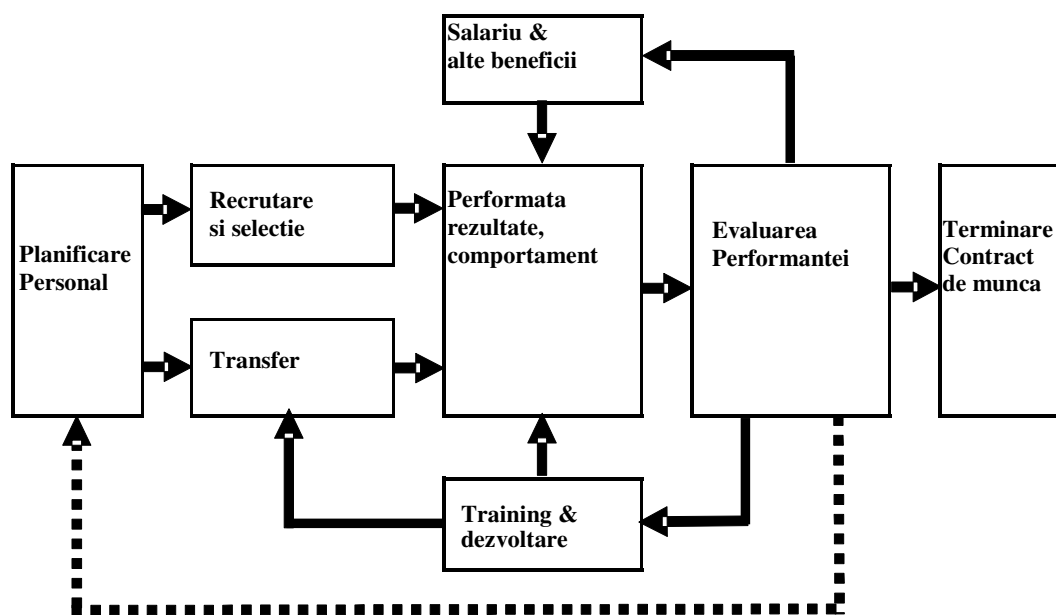 Salariu &
alte beneficii
Planificare
Personal
Recrutare
si selectie
Transfer
Performata
rezultate,
comportament
Evaluarea
Performantei
Terminare
Contract
de munca
Training &
dezvoltare